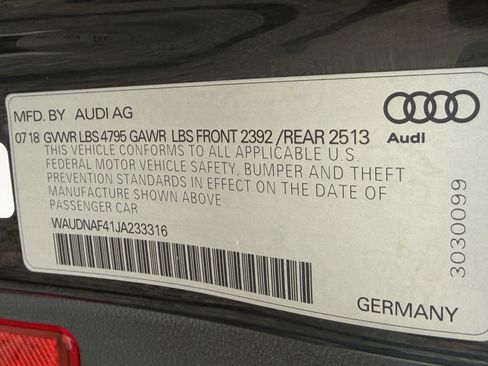 MFD. BY AUDI AG
07 18 GVWR LBS 4795 GAWR LBS FRONT 2392 /REAR 2513
THIS VEHICLE CONFORMS TO ALL APPLICABLE U.S.
FEDERAL MOTOR VEHICLE SAFETY, BUMPER AND THEFT
PREVENTION STANDARDS IN EFFECT ON THE DATE OF
MANUFACTURE SHOWN ABOVE
PASSENGER CAR
WAUDNAF41JA233316
Audi
3030099
GERMANY